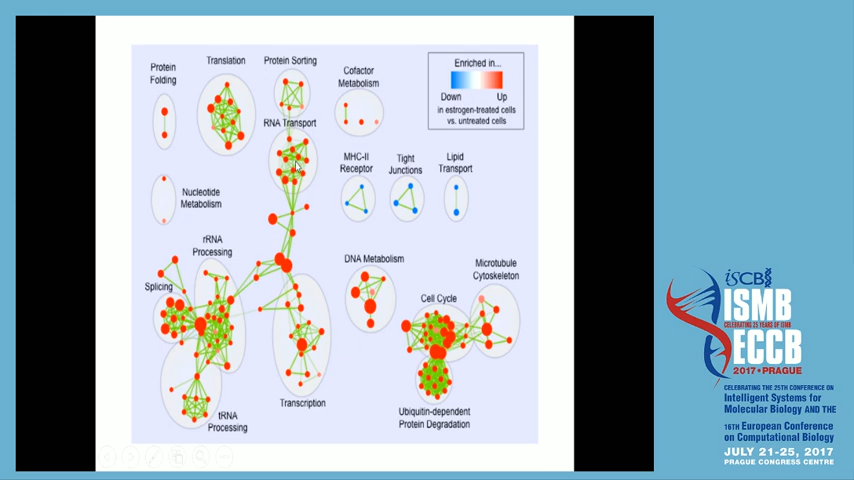 Protein
Folding
Translation
Protein Sorting
Cofactor
Metabolism
Enriched in...
Down
Up
in estrogen-treated cells
vs. untreated cells
RNA Transport
MHC-II
Receptor
Tight
Junctions
Lipid
Transport
Nucleotide
Metabolism
rRNA
Processing
Splicing
DNA Metabolism
Microtubule
Cytoskeleton
Cell Cycle
Transcription
tRNA
Processing
Ubiquitin-dependent
Protein Degradation
iSCB
ISMB
CELEBRATING 25 YEARS OF ISMB
ECCB
2017 • PRAGUE
CELEBRATING THE 25TH CONFERENCE ON
Intelligent Systems for
Molecular Biology AND THE
16TH European Conference
on Computational Biology
JULY 21-25, 2017
PRAGUE CONGRESS CENTRE